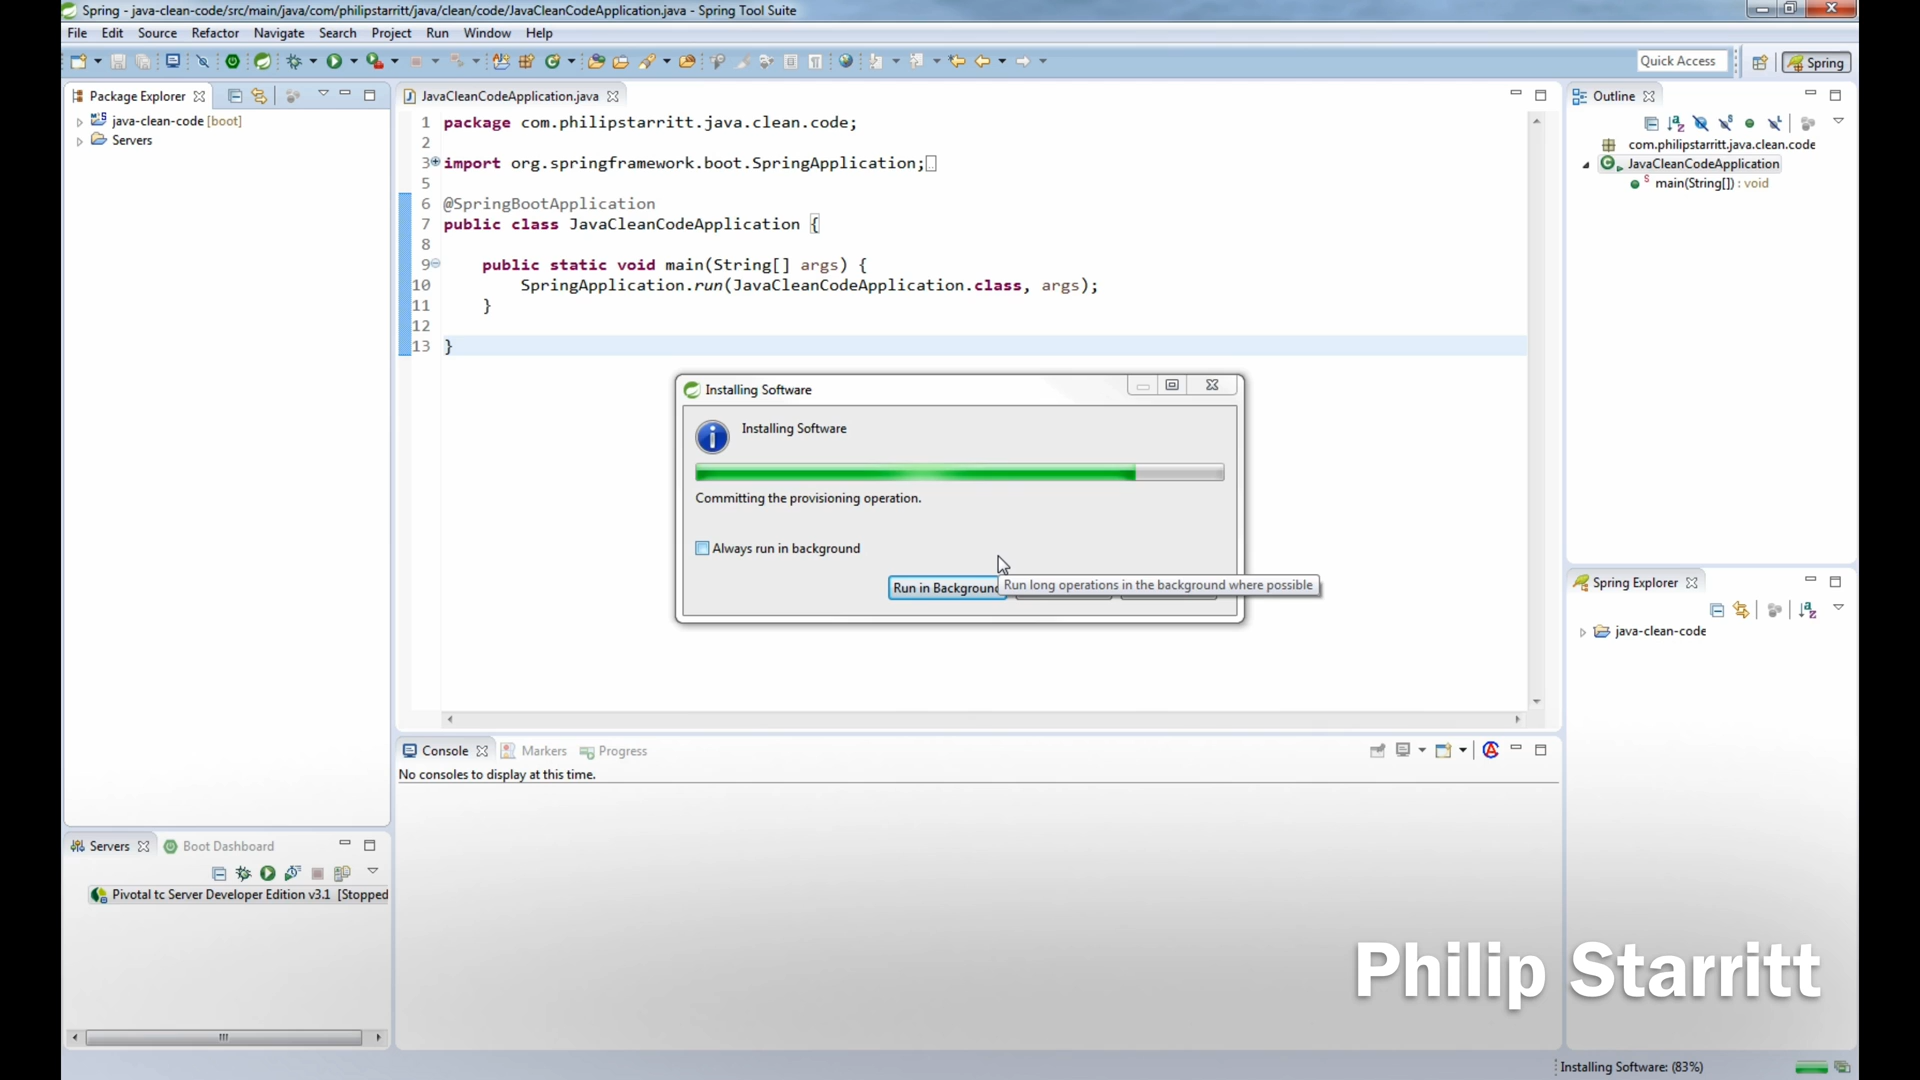 Spring - java-clean-code/src/main/java/com/philipstarritt/java/clean/code/JavaCleanCodeApplication.java - Spring Tool Suite
File Edit Source Refactor Navigate Search Project Run Window Help
Quick Access
Spring
Package Explorer
java-clean-code [boot]
Servers
JavaCleanCodeApplication.java
1 package com.philipstarritt.java.clean.code;
2
3 import org.springframework.boot.SpringApplication;
5
6 @SpringBootApplication
7 public class JavaCleanCodeApplication {
8
9 public static void main(String[] args) {
10 SpringApplication.run(JavaCleanCodeApplication.class, args);
11 }
12
13 }
Outline
com.philipstarritt.java.clean.code
JavaCleanCodeApplication
main(String[]) : void
Installing Software
Installing Software
Committing the provisioning operation.
Always run in background
Run in Background
Run long operations in the background where possible
Spring Explorer
java-clean-code
Console Markers Progress
No consoles to display at this time.
Servers Boot Dashboard
Pivotal tc Server Developer Edition v3.1 [Stopped
Philip Starritt
Installing Software: (83%)